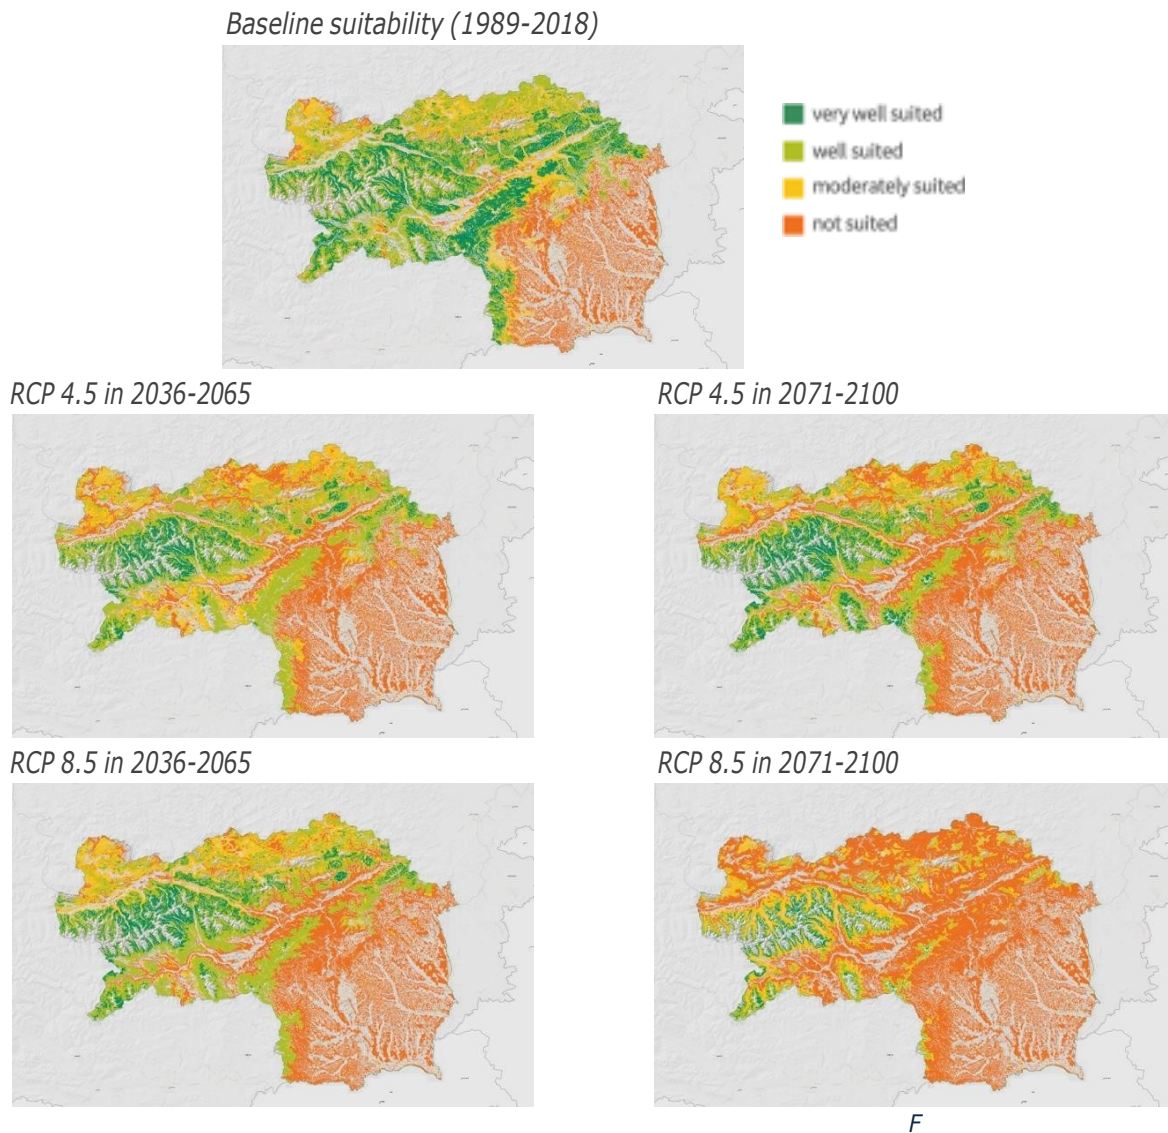 Baseline suitability (1989-2018)
very well suited
well suited
moderately suited
not suited
RCP 4.5 in 2036-2065
RCP 4.5 in 2071-2100
RCP 8.5 in 2036-2065
RCP 8.5 in 2071-2100
F